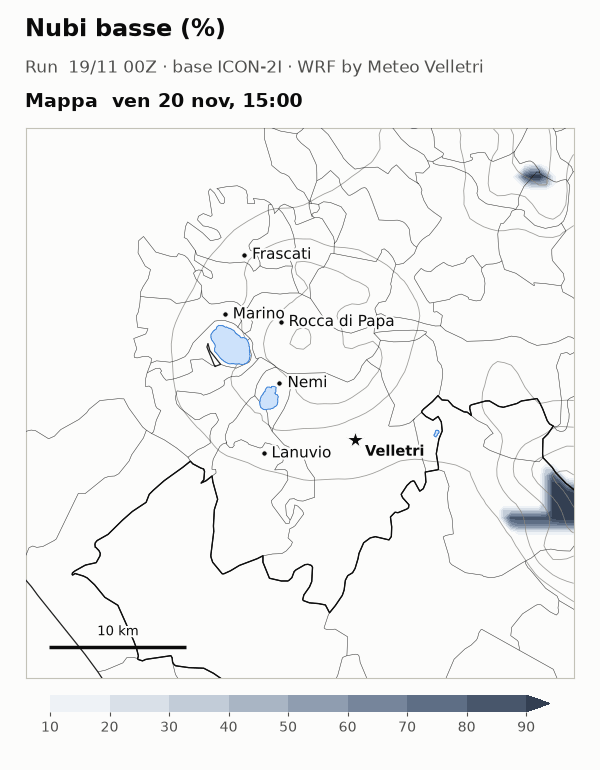 Nubi basse (%)
Run  19/11 00Z · base ICON-2I · WRF by Meteo Velletri
Mappa  ven 20 nov, 15:00
Frascati
Marino
Rocca di Papa
Nemi
Velletri
Lanuvio
10 km
10 20 30 40 50 60 70 80 90